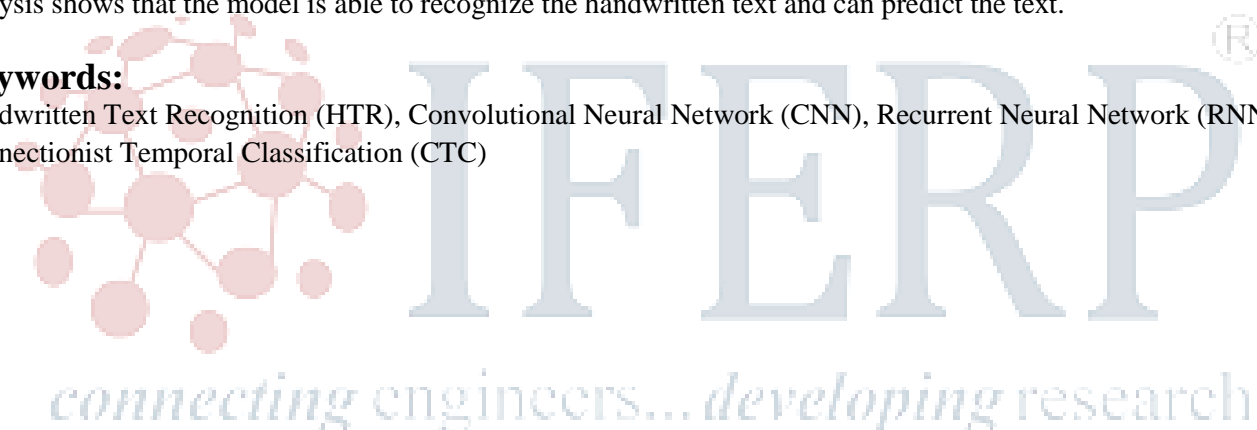 ysis shows that the model is able to recognize the handwritten text and can predict the text.
ywords:
dwritten Text Recognition (HTR), Convolutional Neural Network (CNN), Recurrent Neural Network (RNN
nectionist Temporal Classification (CTC)
IFERP®
connecting engineers... developing research